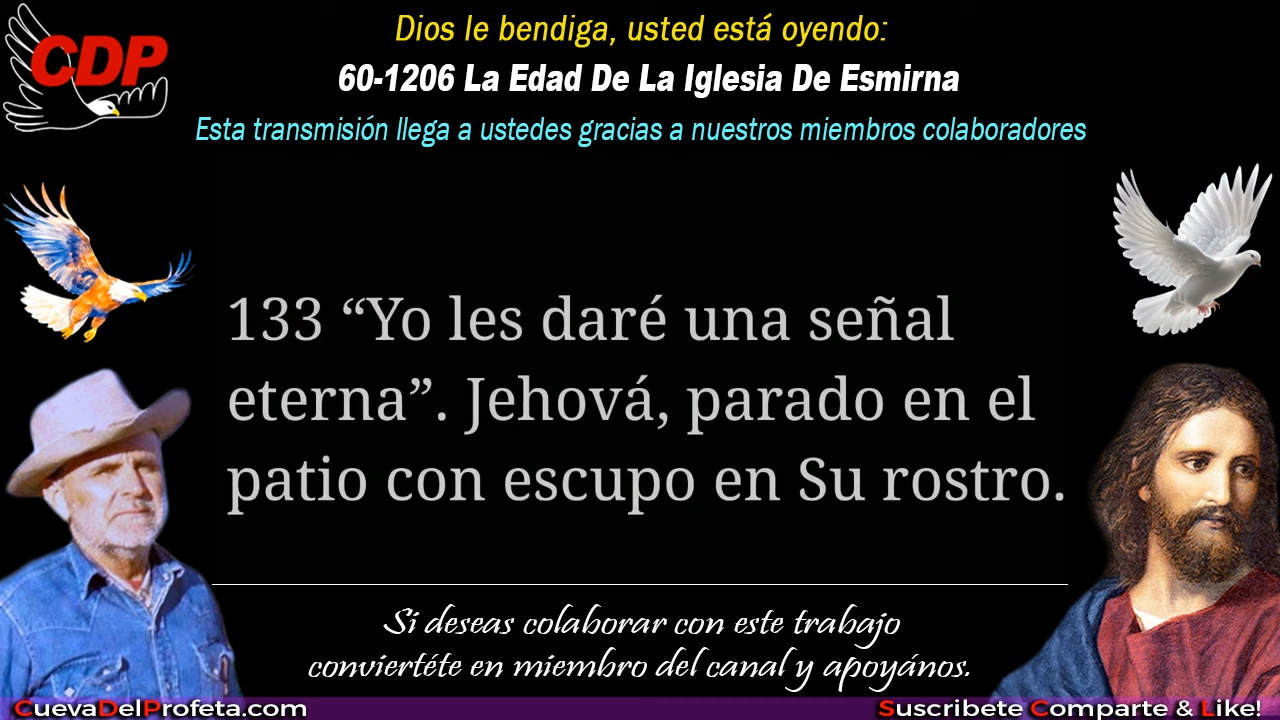 CDP
Dios le bendiga, usted está oyendo:
60-1206 La Edad De La Iglesia De Esmirna
Esta transmisión llega a ustedes gracias a nuestros miembros colaboradores
133 “Yo les daré una señal
eterna”. Jehová, parado en el
patio con escupo en Su rostro.
Si deseas colaborar con este trabajo
conviertéte en miembro del canal y apoyános.
CuevaDelProfeta.com
Suscribete Comparte & Like!